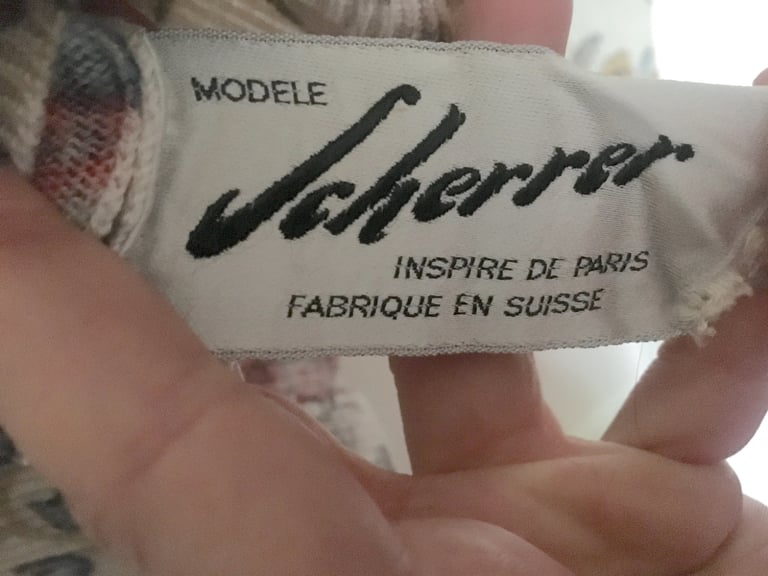 MODELE
Scherrer
INSPIRE DE PARIS
FABRIQUE EN SUISSE